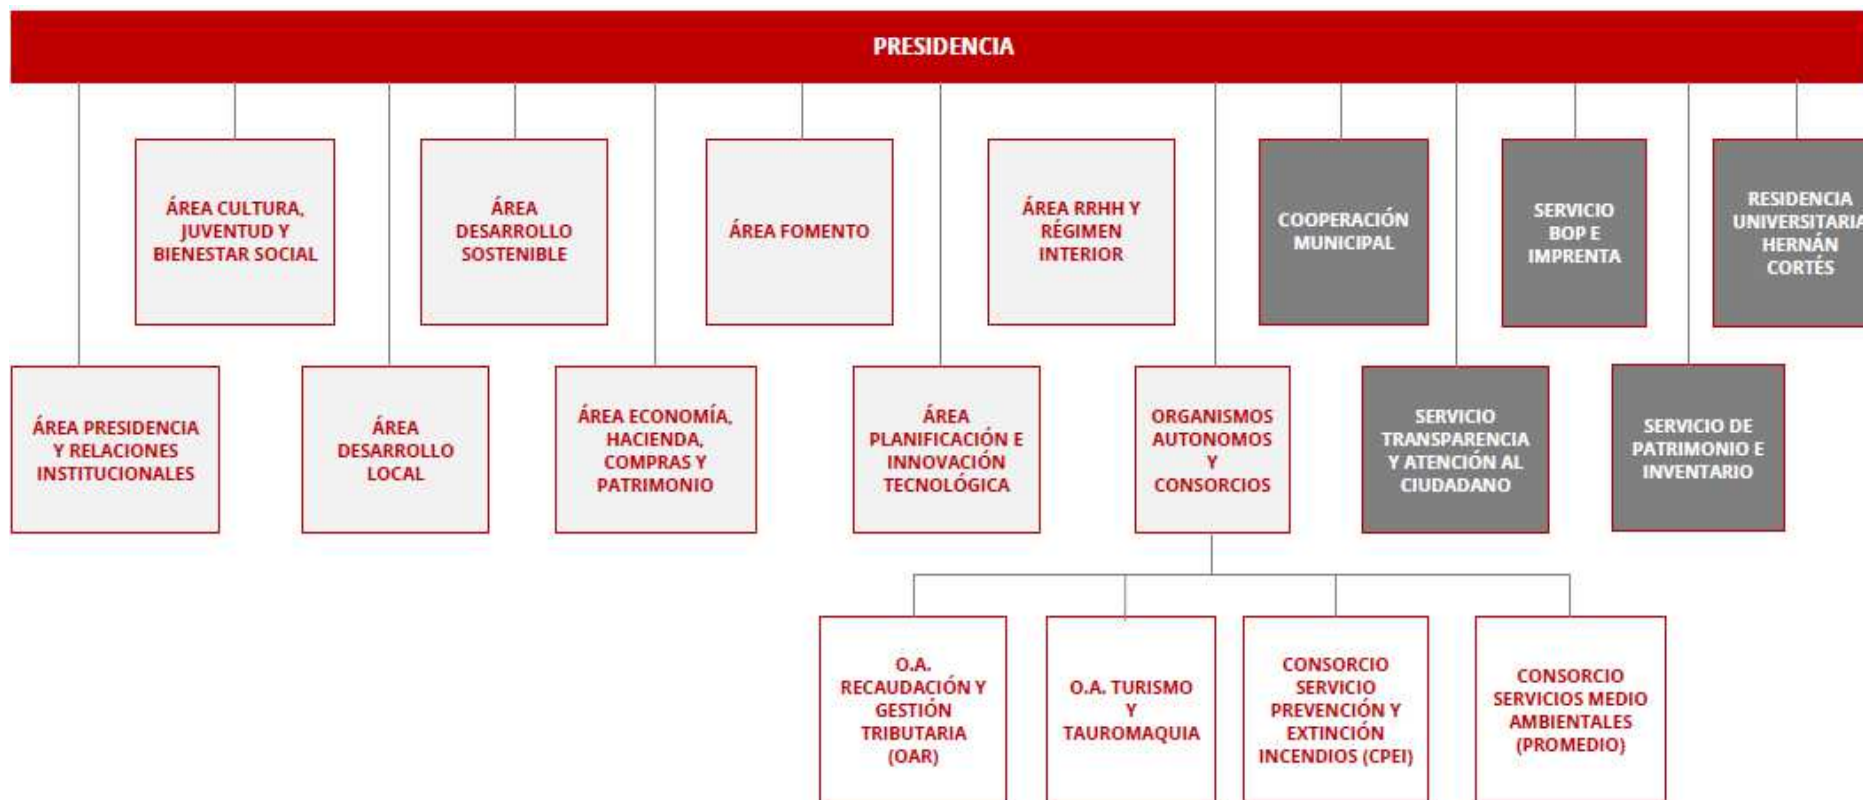 PRESIDENCIA
ÁREA CULTURA,
JUVENTUD Y
BIENESTAR SOCIAL
ÁREA
DESARROLLO
SOSTENIBLE
ÁREA FOMENTO
ÁREA RRHH Y
RÉGIMEN
INTERIOR
COOPERACIÓN
MUNICIPAL
SERVICIO
BOP E
IMPRENTA
RESIDENCIA
UNIVERSITARIA
HERNÁN
CORTÉS
ÁREA PRESIDENCIA
Y RELACIONES
INSTITUCIONALES
ÁREA
DESARROLLO
LOCAL
ÁREA ECONOMÍA,
HACIENDA,
COMPRAS Y
PATRIMONIO
ÁREA
PLANIFICACIÓN E
INNOVACIÓN
TECNOLÓGICA
ORGANISMOS
AUTONOMOS
Y
CONSORCIOS
SERVICIO
TRANSPARENCIA
Y ATENCIÓN AL
CIUDADANO
SERVICIO DE
PATRIMONIO E
INVENTARIO
O.A.
RECAUDACIÓN Y
GESTIÓN
TRIBUTARIA
(OAR)
O.A. TURISMO
Y
TAUROMAQUIA
CONSORCIO
SERVICIO
PREVENCIÓN Y
EXTINCIÓN
INCENDIOS (CPEI)
CONSORCIO
SERVICIOS MEDIO
AMBIENTALES
(PROMEDIO)